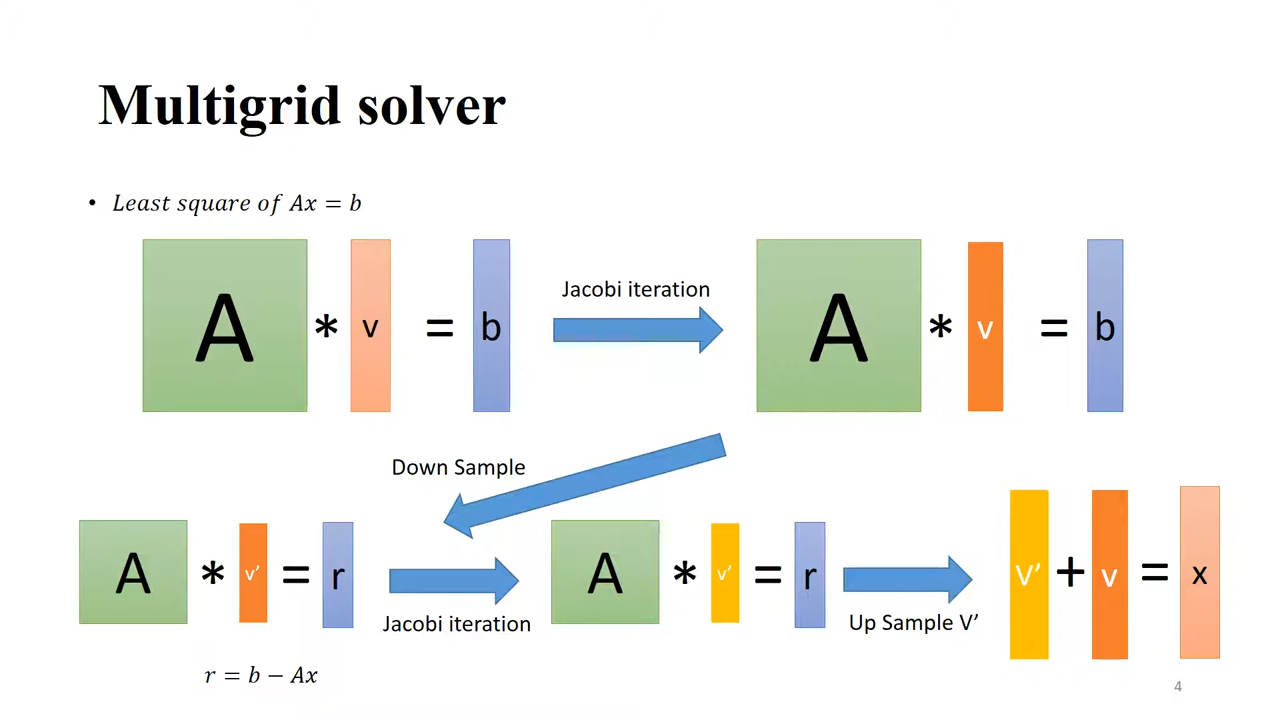 Multigrid solver
• Least square of Ax = b
A * v = b
Jacobi iteration
A * v = b
Down Sample
A * v' = r
Jacobi iteration
A * v' = r
Up Sample V'
V' + v = x
r = b − Ax
4